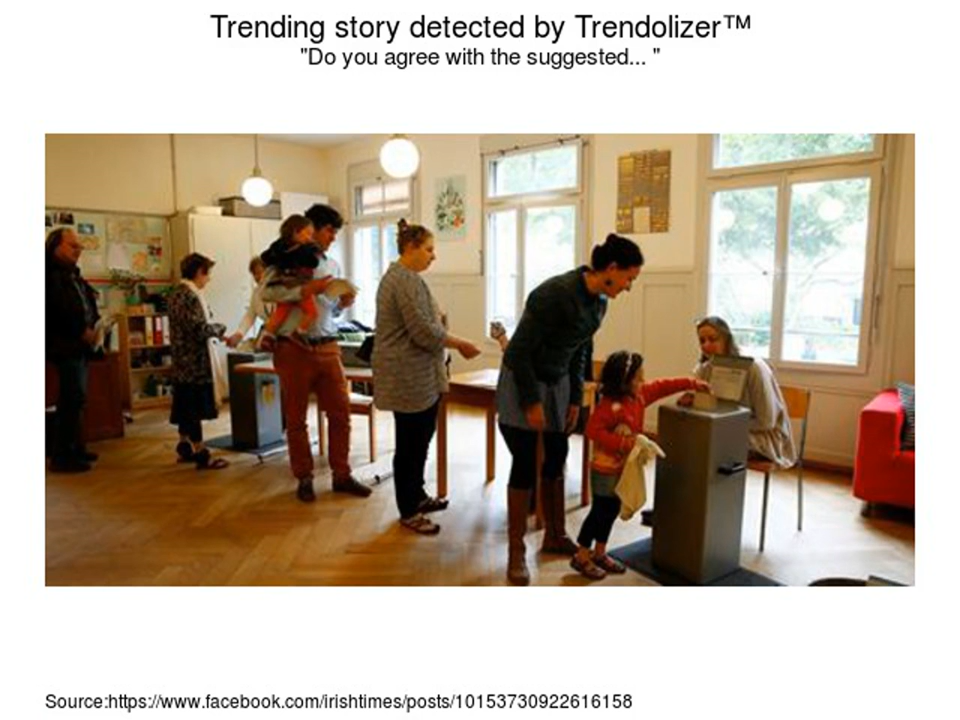 Trending story detected by Trendolizer™
"Do you agree with the suggested... "
Source:https://www.facebook.com/irishtimes/posts/10153730922616158